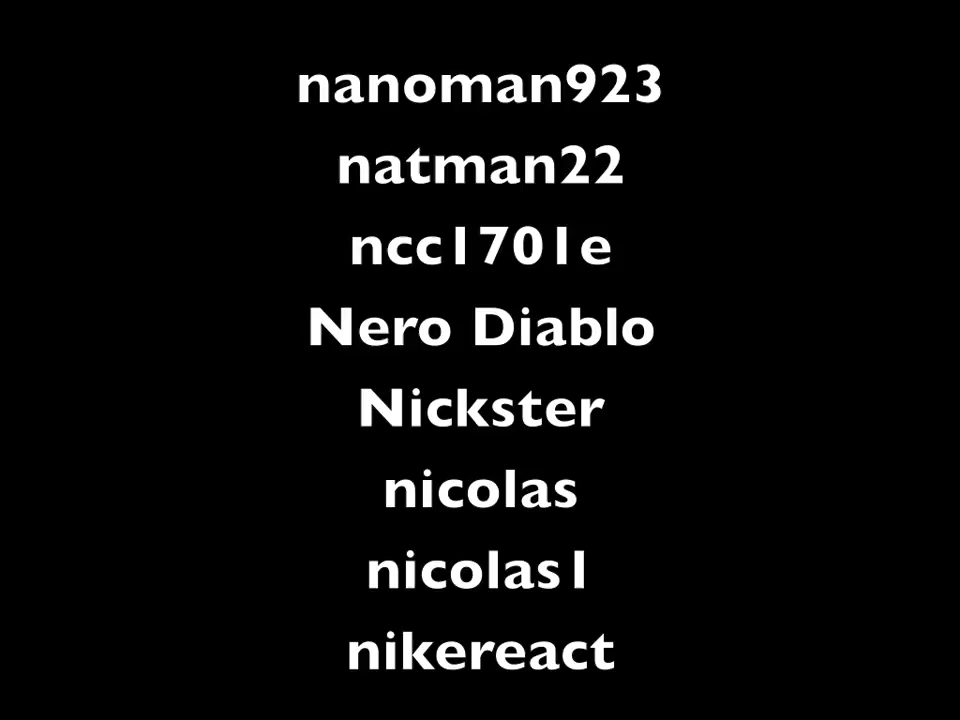 nanoman923
natman22
ncc1701e
Nero Diablo
Nickster
nicolas
nicolas1
nikereact